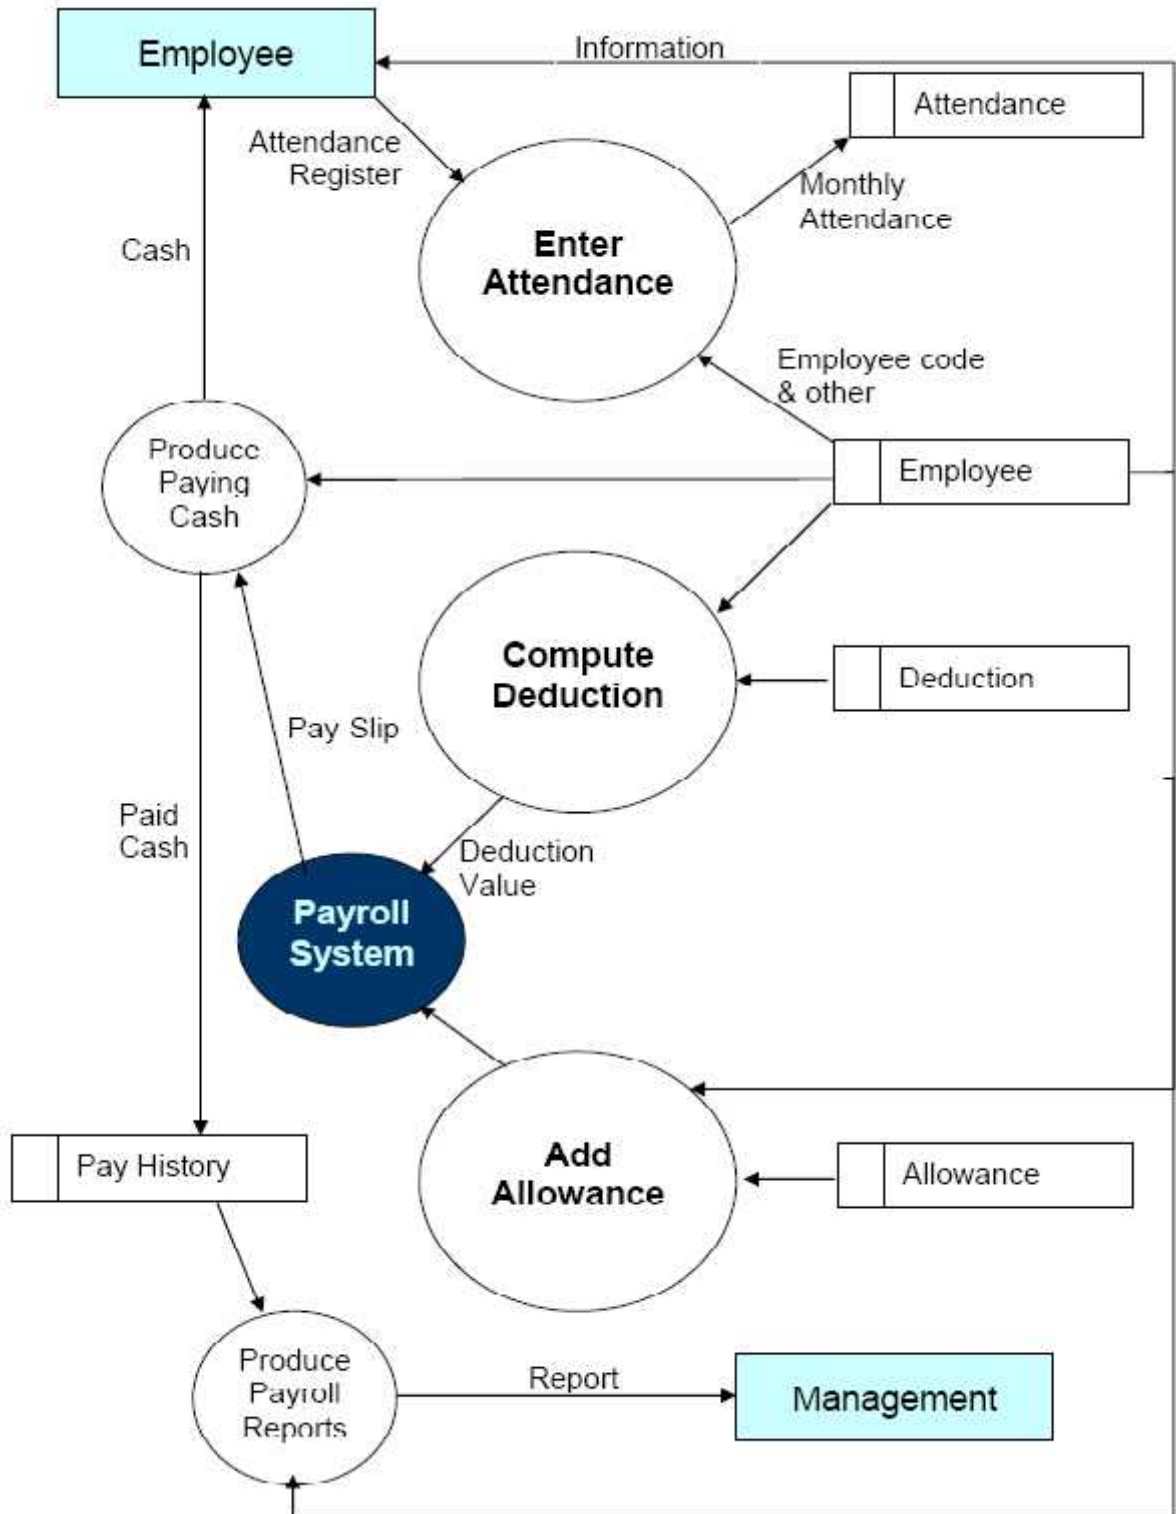 Employee
Information
Attendance
Attendance
Register
Monthly
Attendance
Enter
Attendance
Cash
Employee code
& other
Produce
Paying
Cash
Employee
Compute
Deduction
Deduction
Pay Slip
Paid
Cash
Deduction
Value
Payroll
System
Pay History
Add
Allowance
Allowance
Produce
Payroll
Reports
Report
Management